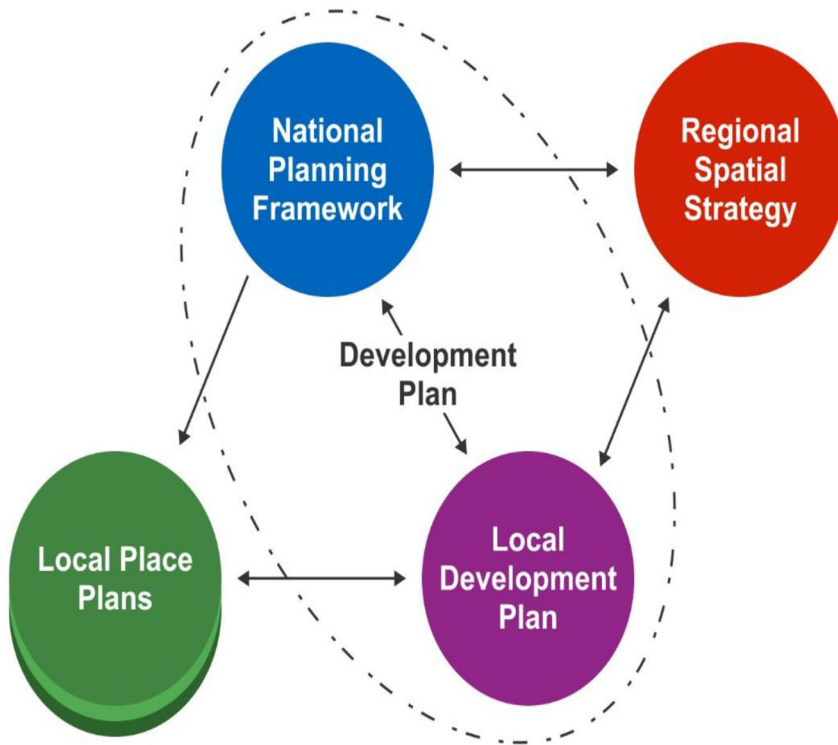 National
Planning
Framework
Regional
Spatial
Strategy
Development
Plan
Local Place
Plans
Local
Development
Plan